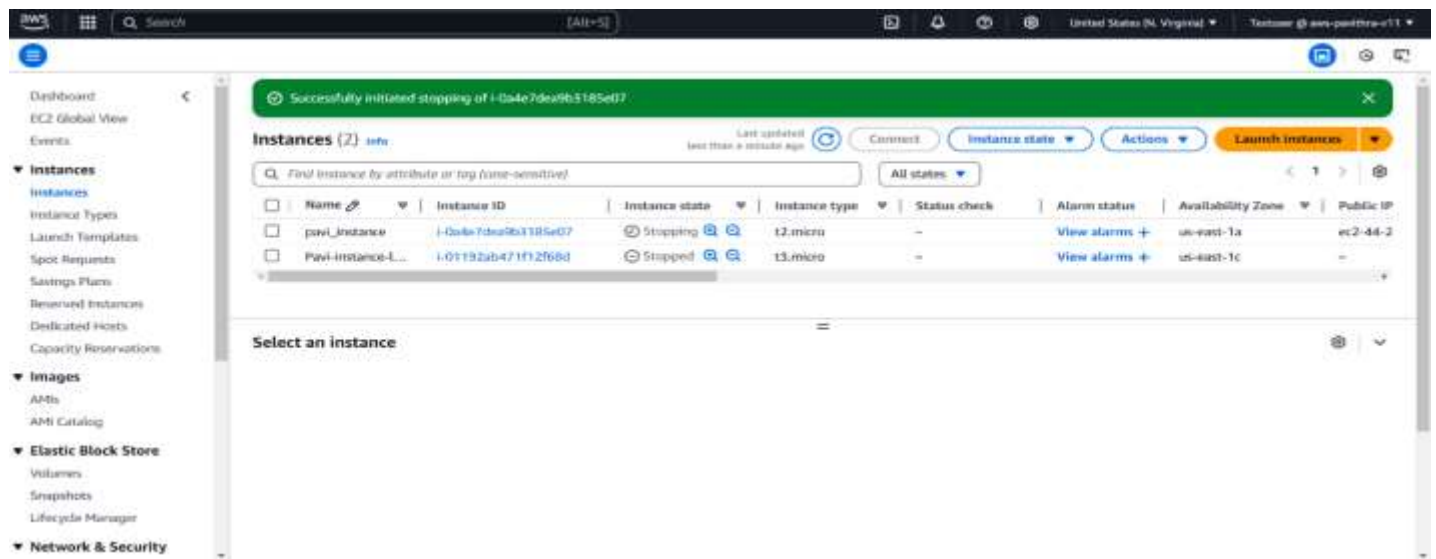 aws
Search
[Alt+S]
United States (N. Virginia)
Testuser @ aws-pavithra-v11
Dashboard
EC2 Global View
Events
Instances
Instances
Instance Types
Launch Templates
Spot Requests
Savings Plans
Reserved Instances
Dedicated Hosts
Capacity Reservations
Images
AMIs
AMI Catalog
Elastic Block Store
Volumes
Snapshots
Lifecycle Manager
Network & Security
Successfully initiated stopping of i-0a4e7dea9b3185e07
Instances (2) Info
Last updated
less than a minute ago
Connect
Instance state
Actions
Launch instances
Find Instance by attribute or tag (case-sensitive)
All states
1
Name Instance ID Instance state Instance type Status check Alarm status Availability Zone Public IP
pavi_instance i-0a4e7dea9b3185e07 Stopping t2.micro – View alarms + us-east-1a ec2-44-2
Pavi-instance-L... i-01192ab471f12f68d Stopped t3.micro – View alarms + us-east-1c –
Select an instance